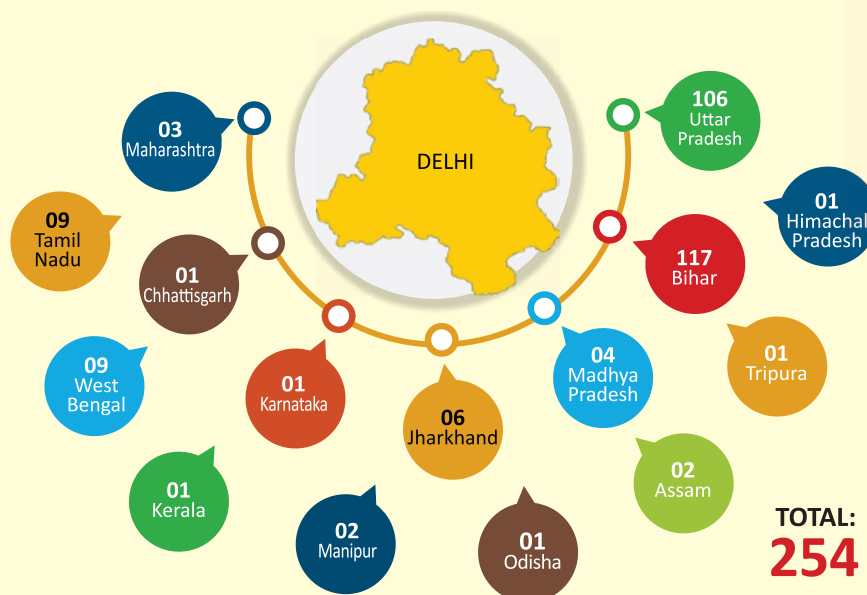 DELHI
03
Maharashtra
106
Uttar
Pradesh
09
Tamil
Nadu
01
Chhattisgarh
01
Himachal
Pradesh
117
Bihar
09
West
Bengal
01
Karnataka
06
Jharkhand
04
Madhya
Pradesh
01
Tripura
01
Kerala
02
Manipur
01
Odisha
02
Assam
TOTAL:
254